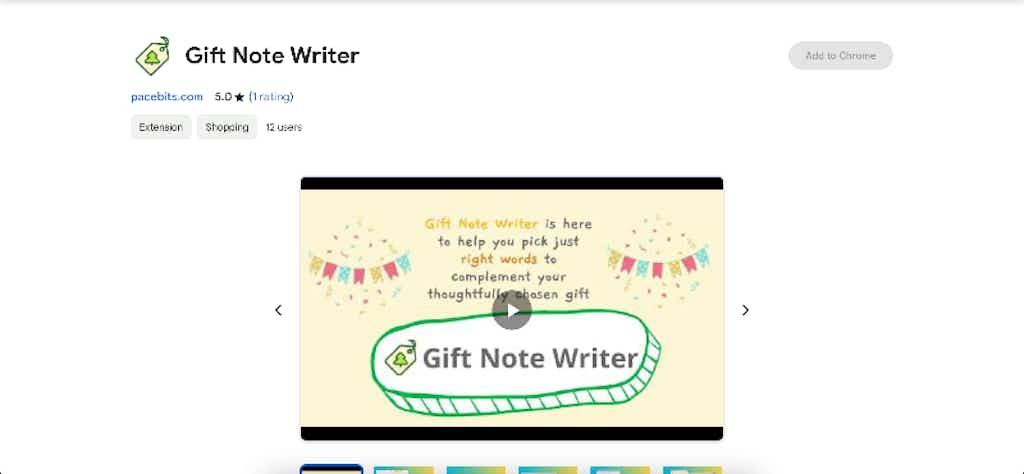 Gift Note Writer
Add to Chrome
pacebits.com 5.0 ★ (1 rating)
Extension Shopping 12 users
Gift Note Writer is here
to help you pick just
right words to
complement your
thoughtfully chosen gift
Gift Note Writer